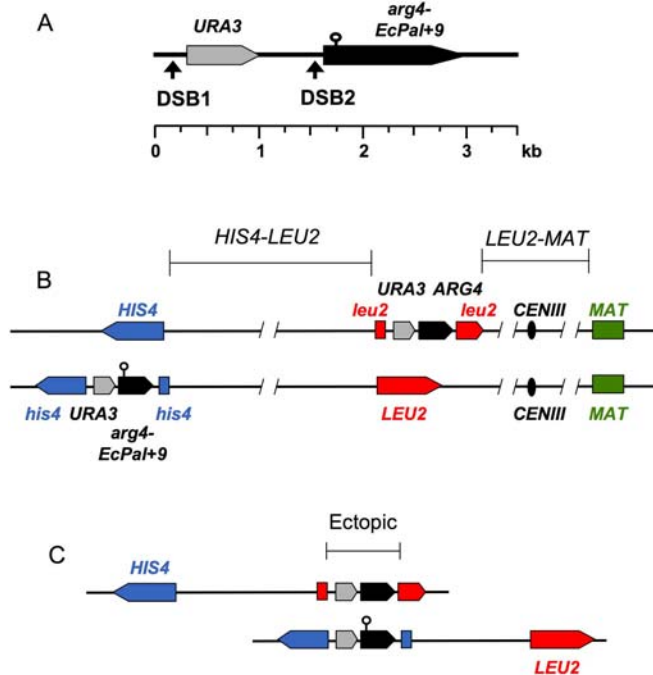 A
URA3
arg4-
EcPal+9
DSB1
DSB2
0 1 2 3 kb
HIS4-LEU2
LEU2-MAT
B
URA3 ARG4
HIS4
leu2
leu2
CENIII
MAT
his4
URA3
his4
LEU2
CENIII
MAT
arg4-
EcPal+9
Ectopic
C
HIS4
LEU2